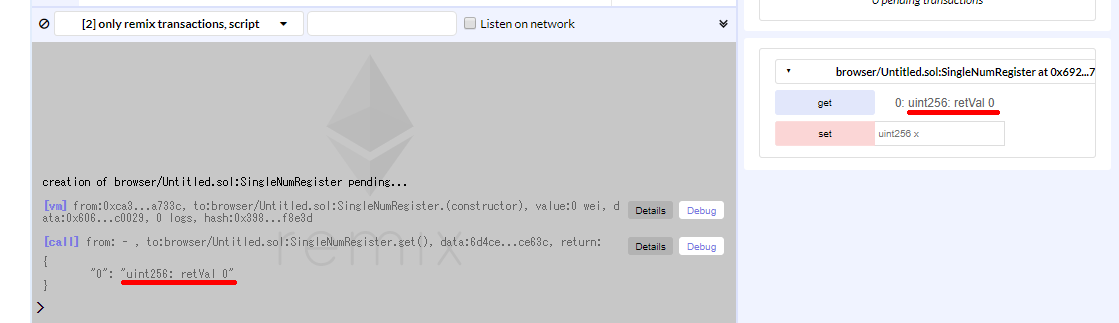 [2] only remix transactions, script
Listen on network
0 pending transactions
creation of browser/Untitled.sol:SingleNumRegister pending...
[vm] from:0xca3...a733c, to:browser/Untitled.sol:SingleNumRegister.(constructor), value:0 wei, d
ata:0x606...c0029, 0 logs, hash:0x398...f8e3d
Details
Debug
[call] from: - , to:browser/Untitled.sol:SingleNumRegister.get(), data:6d4ce...ce63c, return:
Details
Debug
{
"0": "uint256: retVal 0"
}
remix
browser/Untitled.sol:SingleNumRegister at 0x692...7
get
0: uint256: retVal 0
set
uint256 x